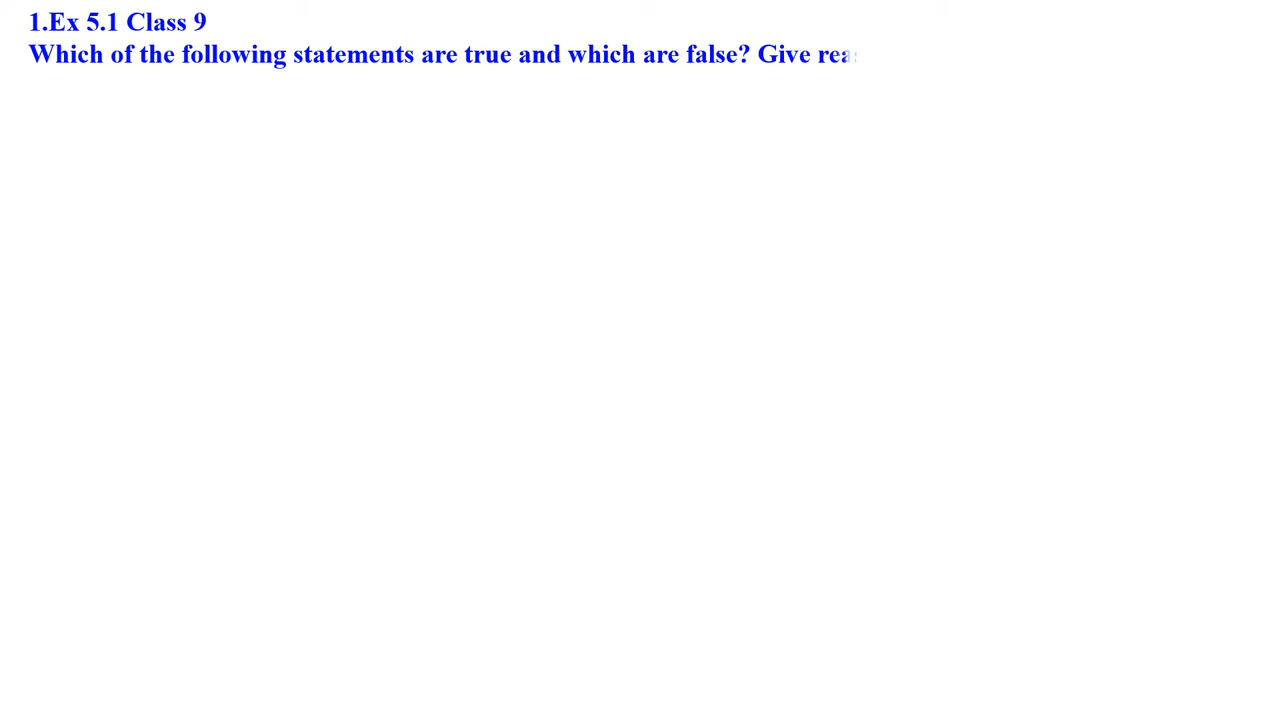 1.Ex 5.1 Class 9
Which of the following statements are true and which are false? Give